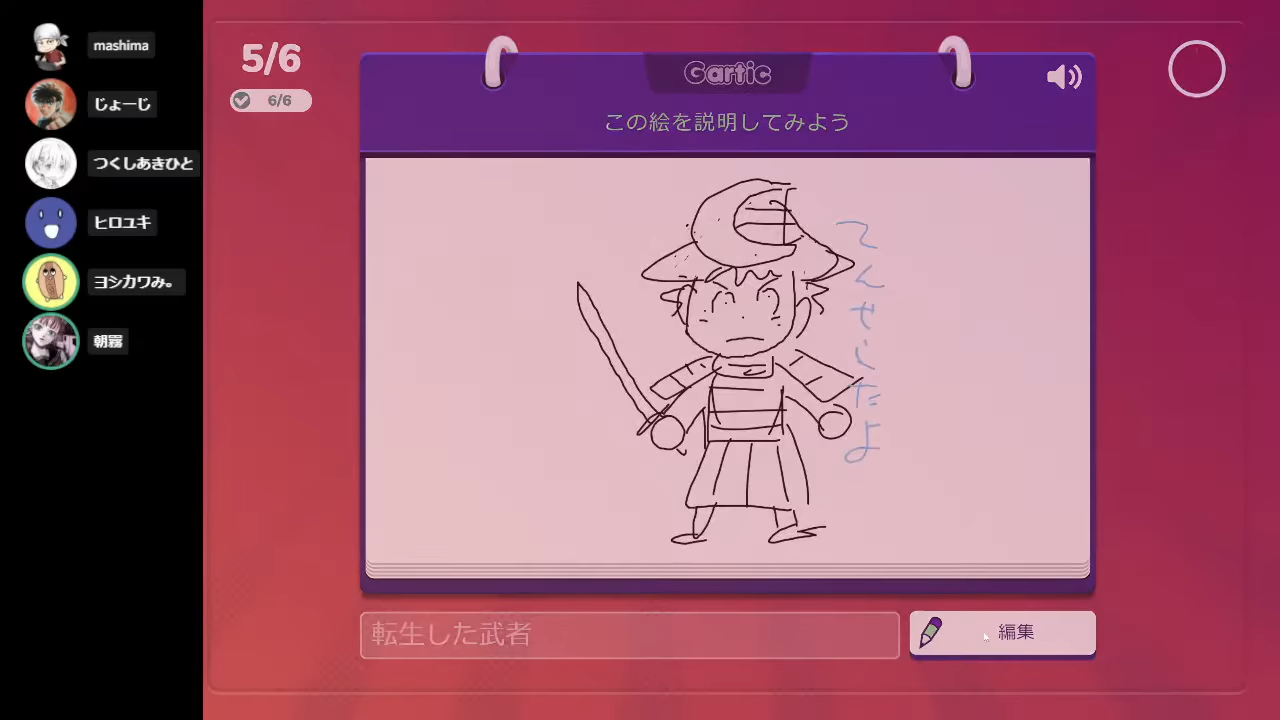 mashima
じょーじ
つくしあきひと
ヒロユキ
ヨシカワみ。
朝霧
5/6
6/6
Gartic
この絵を説明してみよう
てんせしだよ
転生した武者
編集